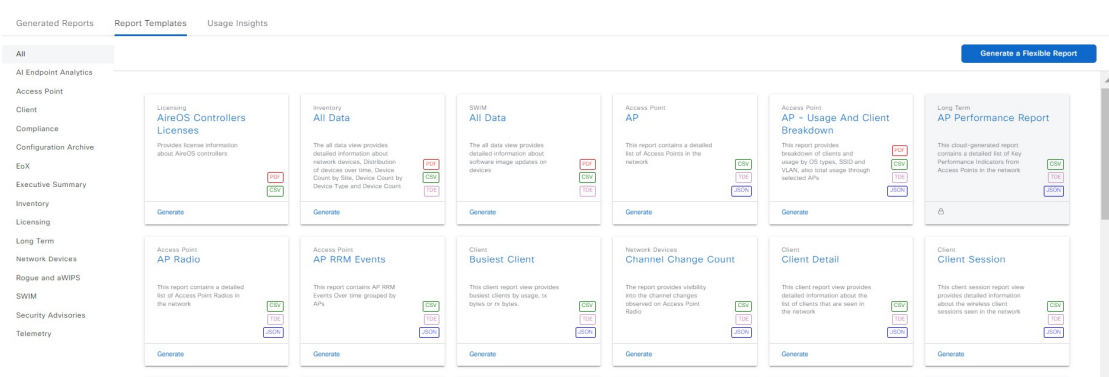 Generated Reports
Report Templates
Usage Insights
All
AI Endpoint Analytics
Access Point
Client
Compliance
Configuration Archive
EoX
Executive Summary
Inventory
Licensing
Long Term
Network Devices
Rogue and aWIPS
SWIM
Security Advisories
Telemetry
Generate a Flexible Report
Licensing
AireOS Controllers
Licenses
Provides license information
about AireOS controllers
PDF
CSV
Generate
Inventory
All Data
The all data view provides
detailed information about
network devices, Distribution
of devices over time, Device
Count by Site, Device Count by
Device Type and Device Count
PDF
CSV
TDE
Generate
SWIM
All Data
The all data view provides
detailed information about
software image updates on
devices
PDF
CSV
TDE
Generate
Access Point
AP
This report contains a detailed
list of Access Points in the
network
CSV
TDE
JSON
Generate
Access Point
AP - Usage And Client
Breakdown
This report provides
breakdown of clients and
usage by OS types, SSID and
VLAN, also total usage through
selected APs
PDF
CSV
TDE
JSON
Generate
Long Term
AP Performance Report
This cloud-generated report
contains a detailed list of Key
Performance Indicators from
Access Points in the network
CSV
TDE
JSON
Access Point
AP Radio
This report contains a detailed
list of Access Point Radios in
the network
CSV
TDE
JSON
Generate
Access Point
AP RRM Events
This report contains AP RRM
Events Over time grouped by
APs
CSV
TDE
JSON
Generate
Client
Busiest Client
This client report view provides
busiest clients by usage, tx
bytes or rx bytes.
CSV
TDE
JSON
Generate
Network Devices
Channel Change Count
The report provides visibility
into the channel changes
observed on Access Point
Radio
CSV
TDE
JSON
Generate
Client
Client Detail
This client report view provides
detailed information about the
list of clients that are seen in
the network
CSV
TDE
JSON
Generate
Client
Client Session
This client session report view
provides detailed information
about the wireless client
sessions seen in the network
CSV
TDE
JSON
Generate